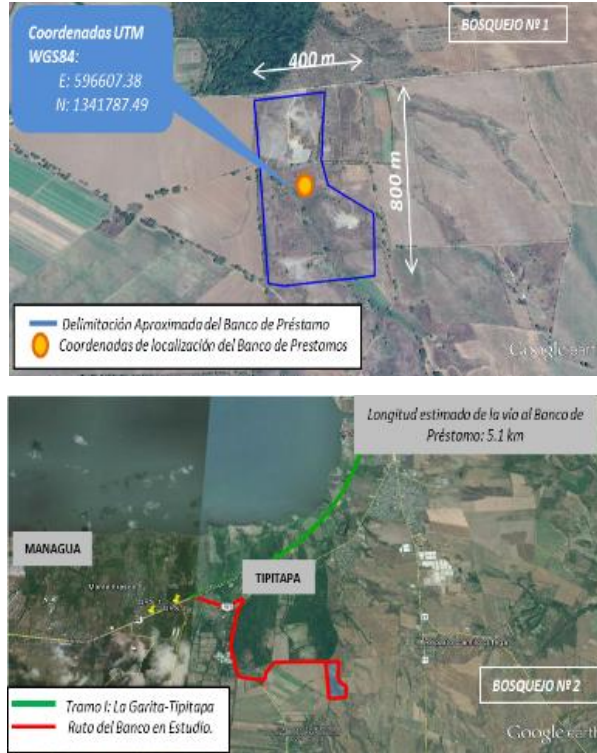 Coordenadas UTM
WGS84:
E: 596607.38
N: 1341787.49
BOSQUEJO Nº 1
400 m
800 m
Delimitación Aproximada del Banco de Préstamo
Coordenadas de localización del Banco de Prestamos
Google earth
Longitud estimada de la vía al Banco de
Préstamo: 5.1 km
MANAGUA
TIPITAPA
BOSQUEJO Nº 2
Tramo I: La Garita-Tipitapa
Ruto del Banco en Estudio.
Google earth